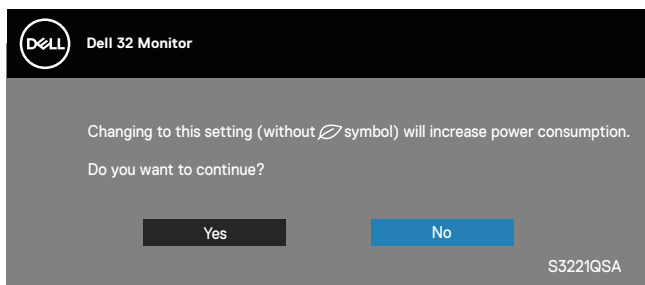 DELL
Dell 32 Monitor
Changing to this setting (without symbol) will increase power consumption.
Do you want to continue?
Yes No
S3221QSA